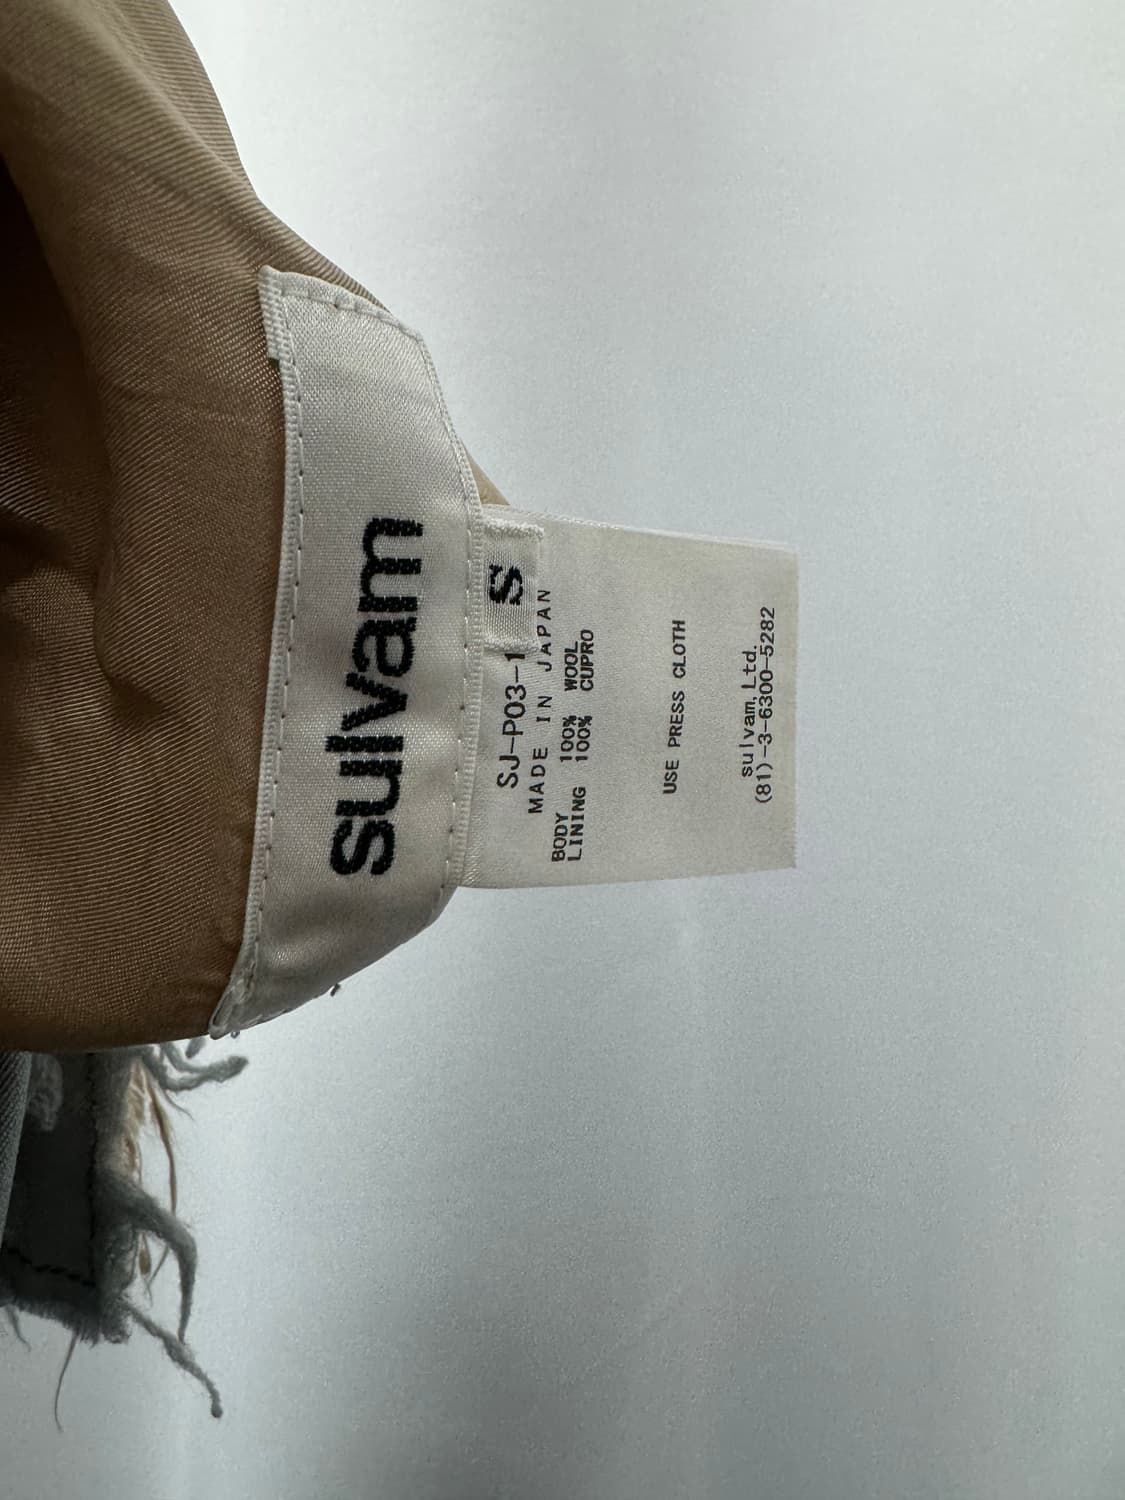 sulvam
S
SJ-P03-1
MADE IN JAPAN
BODY 100% WOOL
LINING 100% CUPRO
USE PRESS CLOTH
sulvam, Ltd.
(81)-3-6300-5282